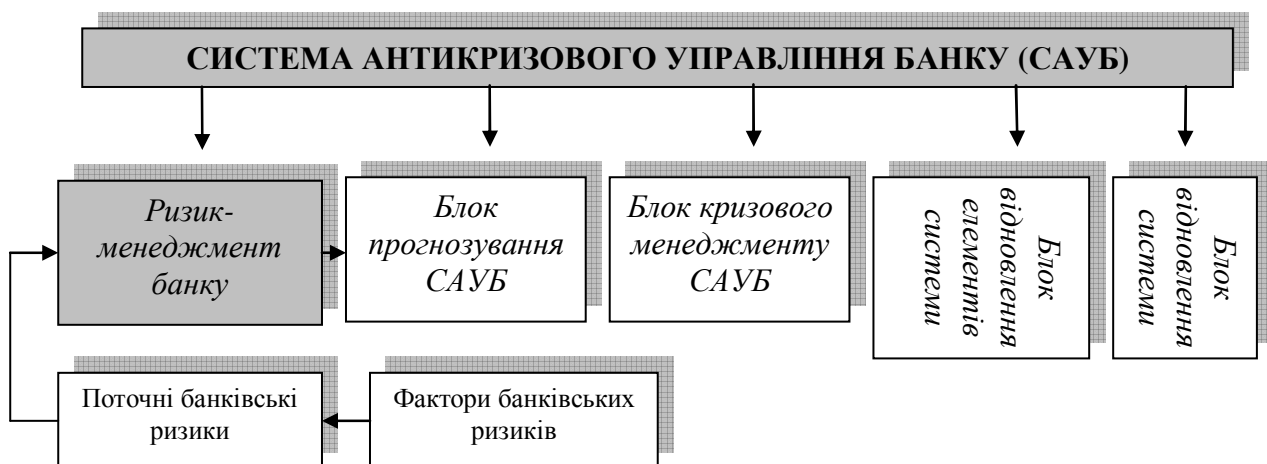 СИСТЕМА АНТИКРИЗОВОГО УПРАВЛІННЯ БАНКУ (САУБ)
Ризик-
менеджмент
банку
Блок
прогнозування
САУБ
Блок кризового
менеджменту
САУБ
Блок
відновлення
елементів
системи
Блок
відновлення
системи
Поточні банківські
ризики
Фактори банківських
ризиків